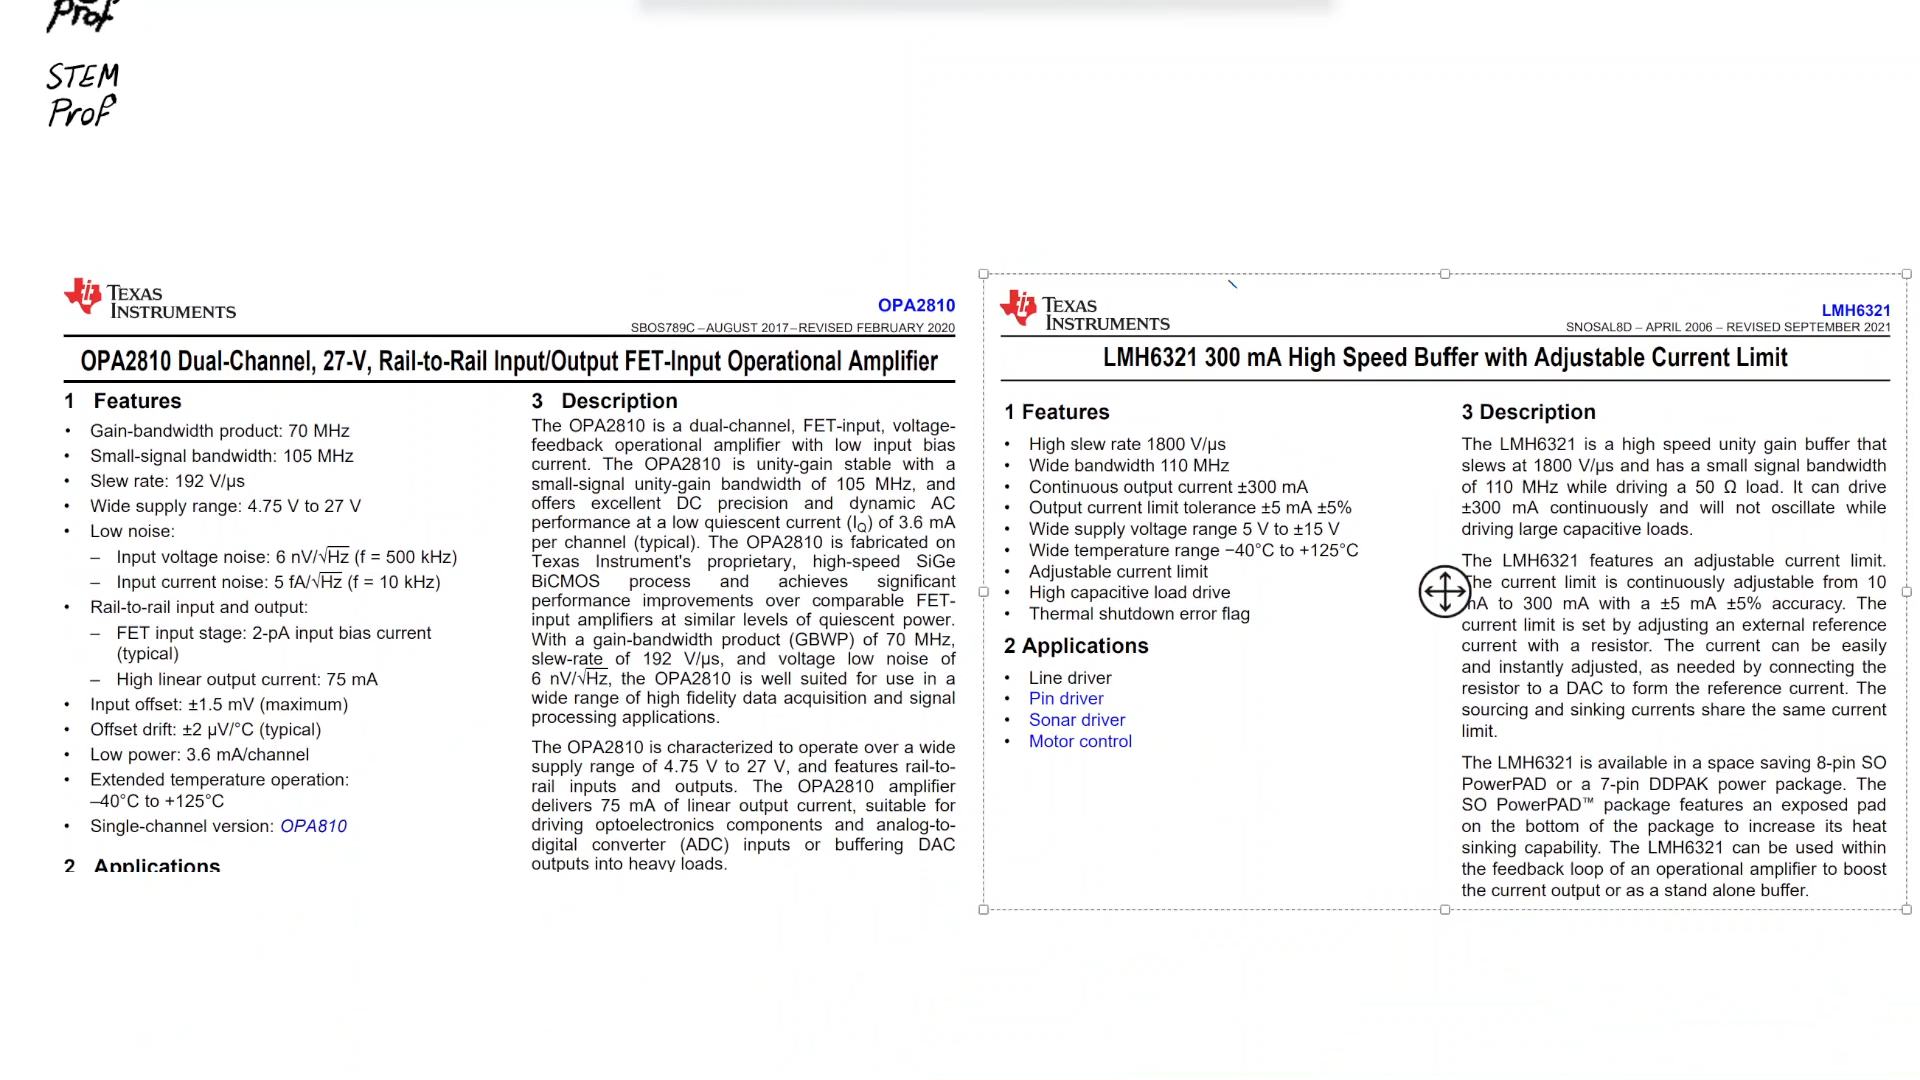 Prof
STEM
Prof
TEXAS
INSTRUMENTS
OPA2810
SBOS789C – AUGUST 2017 – REVISED FEBRUARY 2020
OPA2810 Dual-Channel, 27-V, Rail-to-Rail Input/Output FET-Input Operational Amplifier
1 Features
• Gain-bandwidth product: 70 MHz
• Small-signal bandwidth: 105 MHz
• Slew rate: 192 V/μs
• Wide supply range: 4.75 V to 27 V
• Low noise:
– Input voltage noise: 6 nV/√Hz (f = 500 kHz)
– Input current noise: 5 fA/√Hz (f = 10 kHz)
• Rail-to-rail input and output:
– FET input stage: 2-pA input bias current
(typical)
– High linear output current: 75 mA
• Input offset: ±1.5 mV (maximum)
• Offset drift: ±2 μV/°C (typical)
• Low power: 3.6 mA/channel
• Extended temperature operation:
–40°C to +125°C
• Single-channel version: OPA810
2 Applications
3 Description
The OPA2810 is a dual-channel, FET-input, voltage-
feedback operational amplifier with low input bias
current. The OPA2810 is unity-gain stable with a
small-signal unity-gain bandwidth of 105 MHz, and
offers excellent DC precision and dynamic AC
performance at a low quiescent current (IQ) of 3.6 mA
per channel (typical). The OPA2810 is fabricated on
Texas Instrument's proprietary, high-speed SiGe
BiCMOS process and achieves significant
performance improvements over comparable FET-
input amplifiers at similar levels of quiescent power.
With a gain-bandwidth product (GBWP) of 70 MHz,
slew-rate of 192 V/μs, and voltage low noise of
6 nV/√Hz, the OPA2810 is well suited for use in a
wide range of high fidelity data acquisition and signal
processing applications.
The OPA2810 is characterized to operate over a wide
supply range of 4.75 V to 27 V, and features rail-to-
rail inputs and outputs. The OPA2810 amplifier
delivers 75 mA of linear output current, suitable for
driving optoelectronics components and analog-to-
digital converter (ADC) inputs or buffering DAC
outputs into heavy loads.
TEXAS
INSTRUMENTS
LMH6321
SNOSAL8D – APRIL 2006 – REVISED SEPTEMBER 2021
LMH6321 300 mA High Speed Buffer with Adjustable Current Limit
1 Features
• High slew rate 1800 V/μs
• Wide bandwidth 110 MHz
• Continuous output current ±300 mA
• Output current limit tolerance ±5 mA ±5%
• Wide supply voltage range 5 V to ±15 V
• Wide temperature range −40°C to +125°C
• Adjustable current limit
• High capacitive load drive
• Thermal shutdown error flag
2 Applications
• Line driver
• Pin driver
• Sonar driver
• Motor control
3 Description
The LMH6321 is a high speed unity gain buffer that
slews at 1800 V/μs and has a small signal bandwidth
of 110 MHz while driving a 50 Ω load. It can drive
±300 mA continuously and will not oscillate while
driving large capacitive loads.
The LMH6321 features an adjustable current limit.
The current limit is continuously adjustable from 10
mA to 300 mA with a ±5 mA ±5% accuracy. The
current limit is set by adjusting an external reference
current with a resistor. The current can be easily
and instantly adjusted, as needed by connecting the
resistor to a DAC to form the reference current. The
sourcing and sinking currents share the same current
limit.
The LMH6321 is available in a space saving 8-pin SO
PowerPAD or a 7-pin DDPAK power package. The
SO PowerPAD™ package features an exposed pad
on the bottom of the package to increase its heat
sinking capability. The LMH6321 can be used within
the feedback loop of an operational amplifier to boost
the current output or as a stand alone buffer.